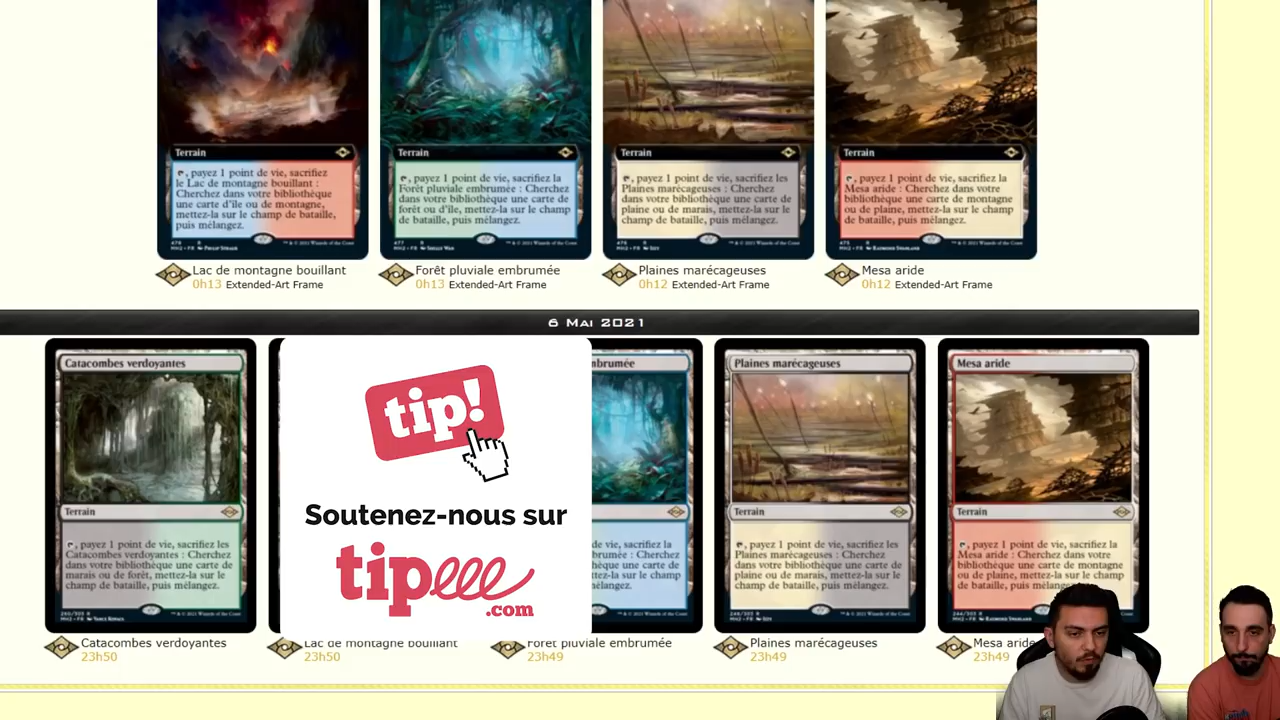 Terrain
, payez 1 point de vie, sacrifiez
le Lac de montagne bouillant :
Cherchez dans votre bibliothèque
une carte d'île ou de montagne,
mettez-la sur le champ de bataille,
puis mélangez.
Terrain
, payez 1 point de vie, sacrifiez la
Forêt pluviale embrumée : Cherchez
dans votre bibliothèque une carte de
forêt ou d'île, mettez-la sur le champ
de bataille, puis mélangez.
Terrain
, payez 1 point de vie, sacrifiez les
Plaines marécageuses : Cherchez
dans votre bibliothèque une carte de
plaine ou de marais, mettez-la sur le
champ de bataille, puis mélangez.
Terrain
, payez 1 point de vie, sacrifiez la
Mesa aride : Cherchez dans votre
bibliothèque une carte de montagne
ou de plaine, mettez-la sur le champ
de bataille, puis mélangez.
Lac de montagne bouillant
0h13 Extended-Art Frame
Forêt pluviale embrumée
0h13 Extended-Art Frame
Plaines marécageuses
0h12 Extended-Art Frame
Mesa aride
0h12 Extended-Art Frame
6 Mai 2021
Catacombes verdoyantes
Terrain
, payez 1 point de vie, sacrifiez les
Catacombes verdoyantes : Cherchez
dans votre bibliothèque une carte de
marais ou de forêt, mettez-la sur le
champ de bataille, puis mélangez.
Catacombes verdoyantes
23h50
tip!
Soutenez-nous sur
tipeee
.com
Lac de montagne bouillant
23h50
brumée
de vie, sacrifiez la
brumée : Cherchez
Forêt pluviale embrumée
23h49
Plaines marécageuses
Terrain
, payez 1 point de vie, sacrifiez les
Plaines marécageuses : Cherchez
dans votre bibliothèque une carte de
plaine ou de marais, mettez-la sur le
champ de bataille, puis mélangez.
Plaines marécageuses
23h49
Mesa aride
Terrain
, payez 1 point de vie, sacrifiez la
Mesa aride : Cherchez dans votre
bibliothèque une carte de montagne
ou de plaine, mettez-la sur le champ
de bataille, puis mélangez.
Mesa aride
23h49